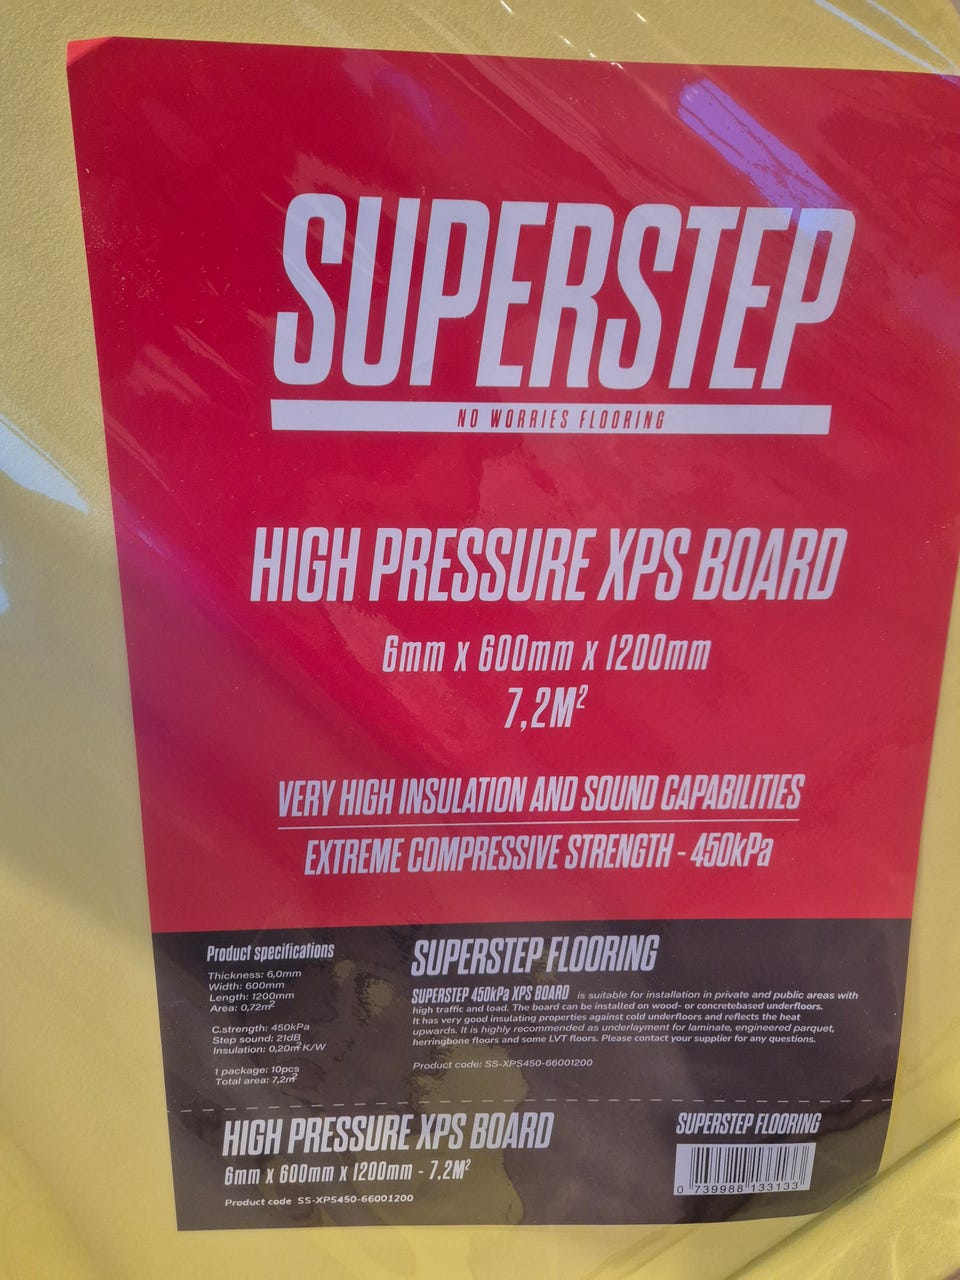 SUPERSTEP
NO WORRIES FLOORING
HIGH PRESSURE XPS BOARD
6mm x 600mm x 1200mm
7,2M²
VERY HIGH INSULATION AND SOUND CAPABILITIES
EXTREME COMPRESSIVE STRENGTH - 450kPa
Product specifications
Thickness: 6,0mm
Width: 600mm
Length: 1200mm
Area: 0,72m²
C.strength: 450kPa
Step sound: 21dB
Insulation: 0,20m² K/W
1 package: 10pcs
Total area: 7,2m²
SUPERSTEP FLOORING
SUPERSTEP 450kPa XPS BOARD is suitable for installation in private and public areas with
high traffic and load. The board can be installed on wood- or concretebased underfloors.
It has very good insulating properties against cold underfloors and reflects the heat
upwards. It is highly recommended as underlayment for laminate, engineered parquet,
herringbone floors and some LVT floors. Please contact your supplier for any questions.
Product code: SS-XPS450-66001200
HIGH PRESSURE XPS BOARD
6mm x 600mm x 1200mm - 7,2M²
Product code SS-XPS450-66001200
SUPERSTEP FLOORING
0 739988 133133